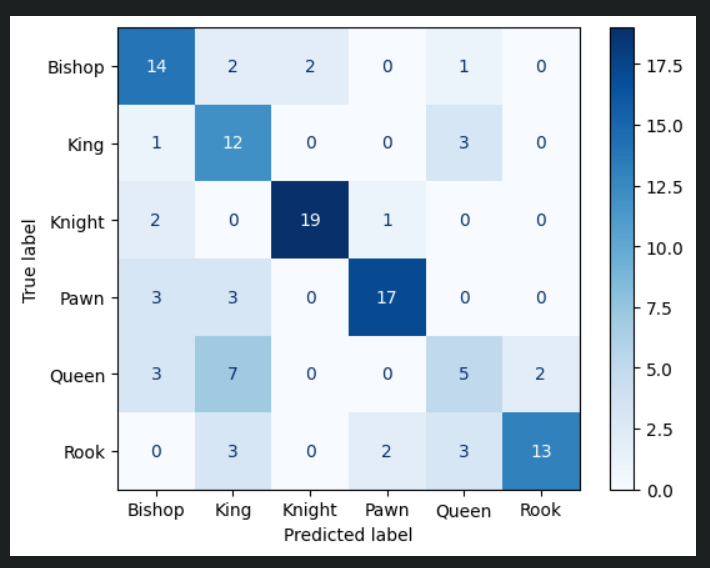 Bishop 14 2 2 0 1 0
King 1 12 0 0 3 0
Knight 2 0 19 1 0 0
Pawn 3 3 0 17 0 0
Queen 3 7 0 0 5 2
Rook 0 3 0 2 3 13
Bishop King Knight Pawn Queen Rook
Predicted label
True label
17.5
15.0
12.5
10.0
7.5
5.0
2.5
0.0